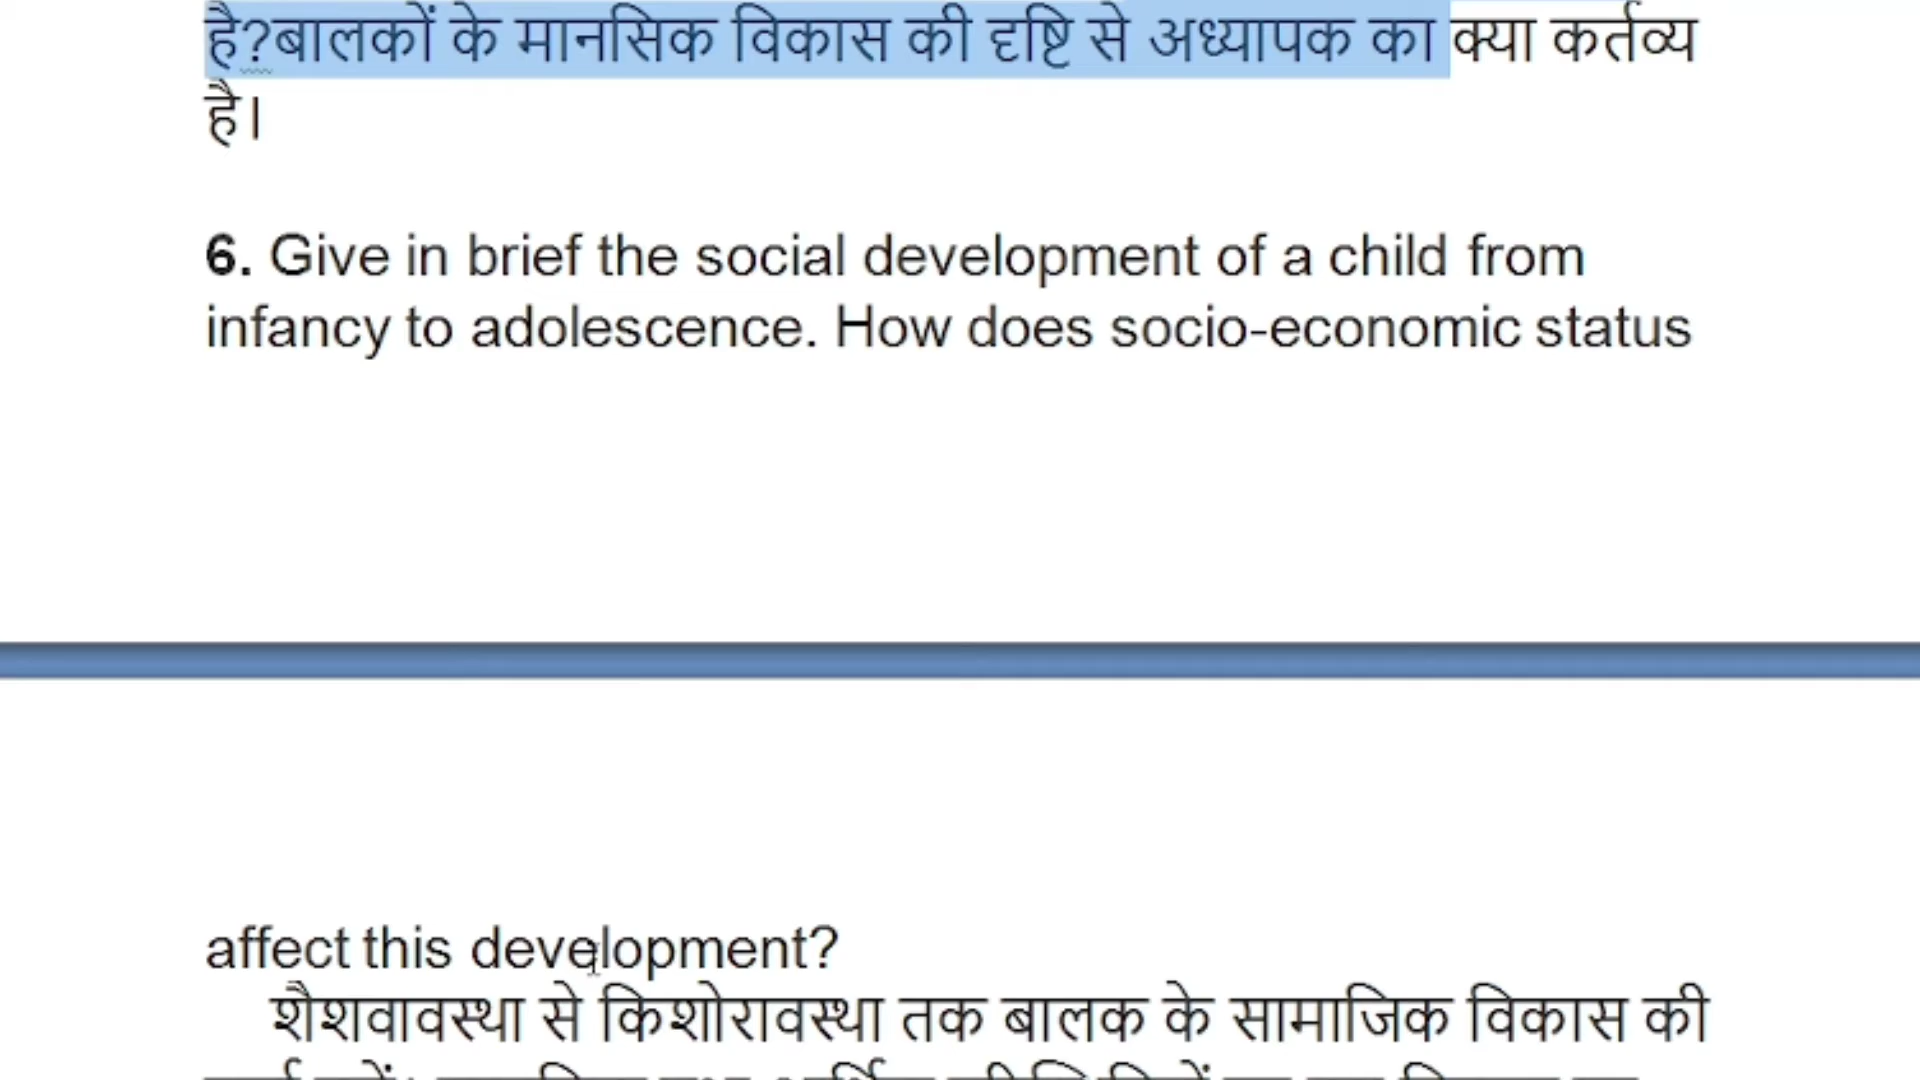 है?बालकों के मानसिक विकास की दृष्टि से अध्यापक का क्या कर्तव्य
है।
6. Give in brief the social development of a child from
infancy to adolescence. How does socio-economic status
affect this development?
शैशवावस्था से किशोरावस्था तक बालक के सामाजिक विकास की